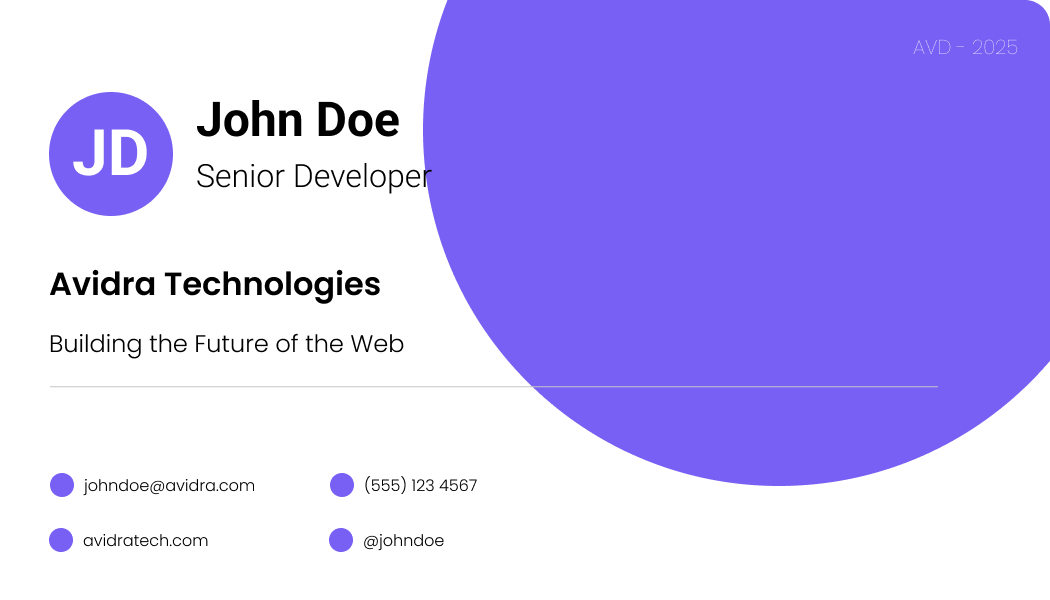 AVD - 2025
JD
John Doe
Senior Developer
Avidra Technologies
Building the Future of the Web
johndoe@avidra.com
(555) 123 4567
avidratech.com
@johndoe